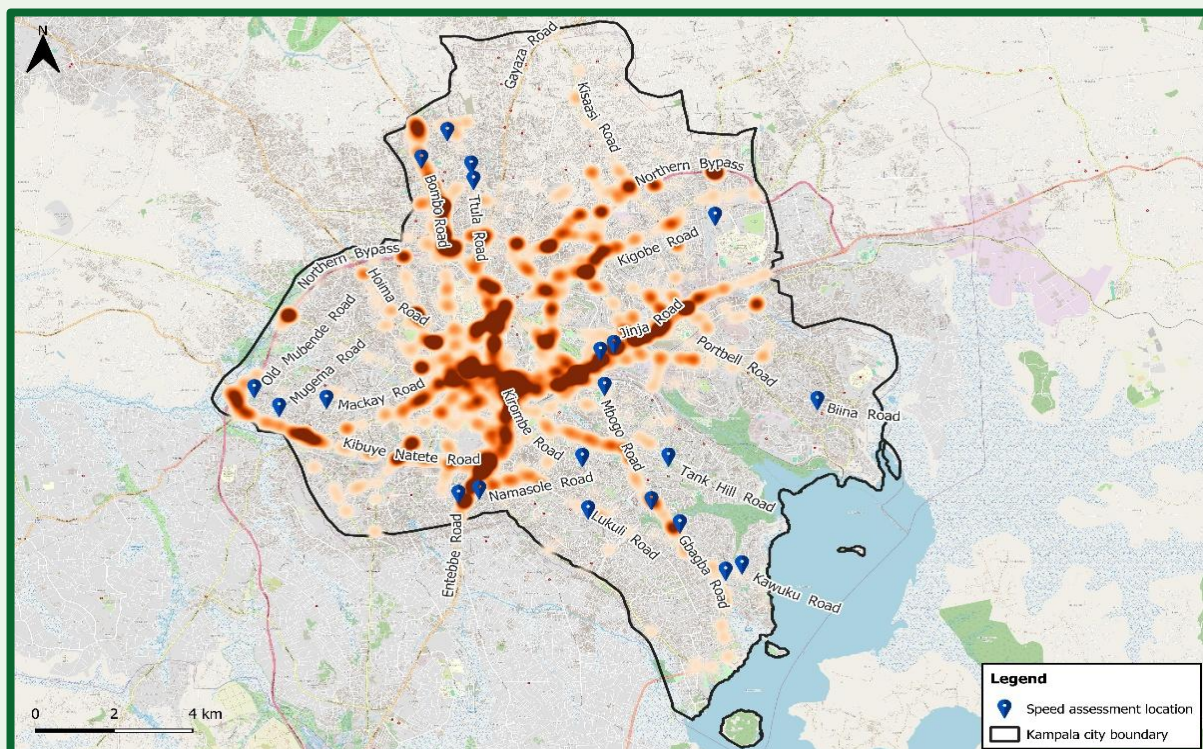 N
Gayaza Road
Kisaasi Road
Northern Bypass
Bombo Road
Ttula Road
Kigobe Road
Northern Bypass
Hoima Road
Old Mubende Road
Mugema Road
Mackay Road
Jinja Road
Portbell Road
Biina Road
Kirombe Road
Mbogo Road
Kibuye Natete Road
Tank Hill Road
Namasole Road
Lukuli Road
Entebbe Road
Gbagba Road
Kawuku Road
0 2 4 km
Legend
Speed assessment location
Kampala city boundary